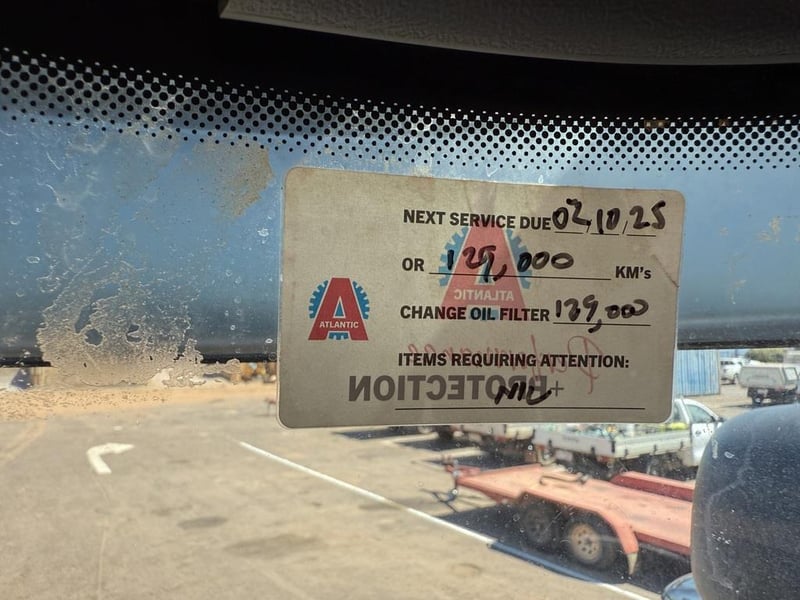 NEXT SERVICE DUE 02,10,25
OR 129,000 KM's
A
ATLANTIC
CHANGE OIL FILTER 139,000
ITEMS REQUIRING ATTENTION:
NIL
A
ATLANTIC
+PROTECTION